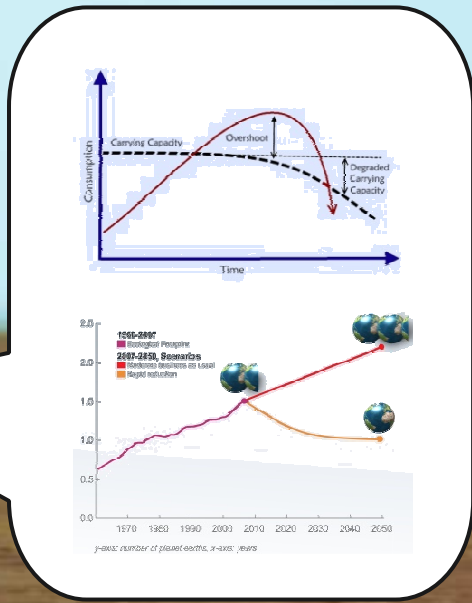 Carrying Capacity
Overshoot
Degraded
Carrying
Capacity
Consumption
Time
2.5
2.0
1.5
1.0
0.5
0.0
Ecological Footprint
2007-2050, Scenarios
Moderate business as usual
Rapid reduction
1970 1980 1990 2000 2010 2020 2030 2040 2050
y-axis: number of planet earths, x-axis: years